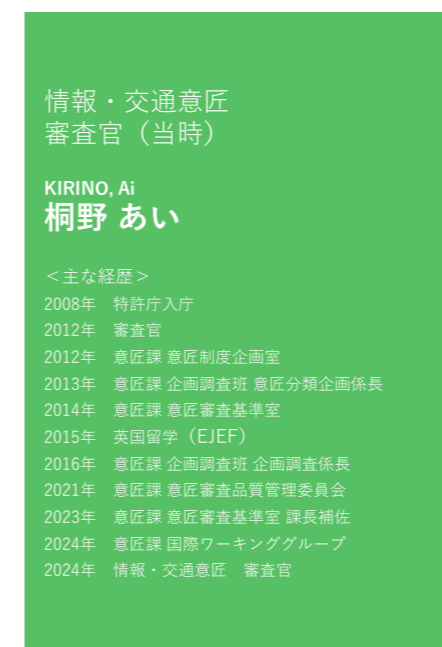 情報・交通意匠
審査官（当時）
KIRINO, Ai
桐野 あい
＜主な経歴＞
2008年　特許庁入庁
2012年　審査官
2012年　意匠課 意匠制度企画室
2013年　意匠課 企画調査班 意匠分類企画係長
2014年　意匠課 意匠審査基準室
2015年　英国留学（EJEF）
2016年　意匠課 企画調査班 企画調査係長
2021年　意匠課 意匠審査品質管理委員会
2023年　意匠課 意匠審査基準室 課長補佐
2024年　意匠課 国際ワーキンググループ
2024年　情報・交通意匠　審査官